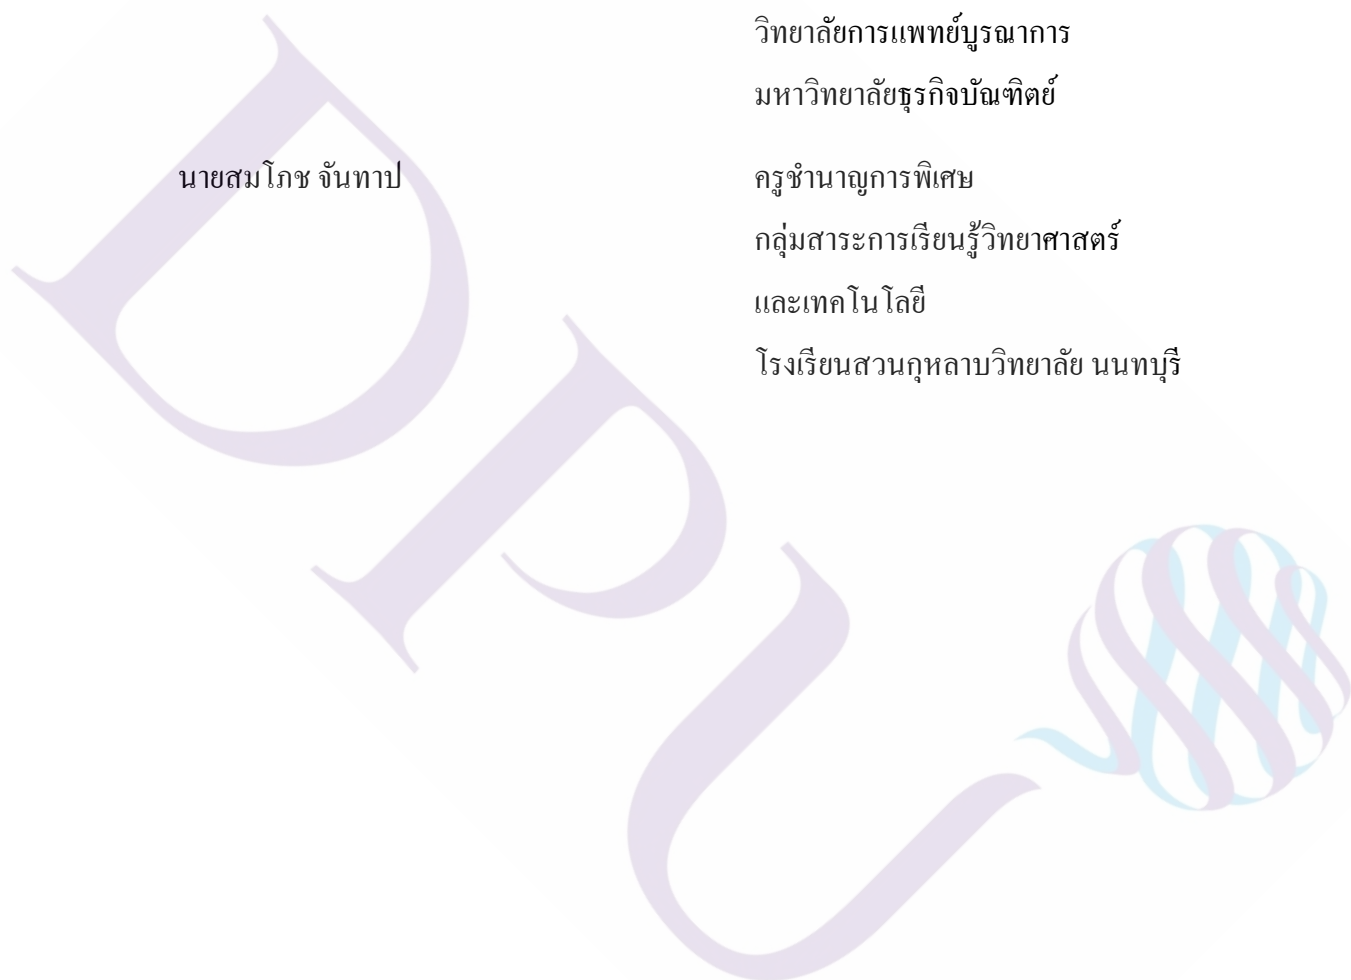 วิทยาลัยการแพทย์บูรณาการ
มหาวิทยาลัยธุรกิจบัณฑิตย์
นายสมโภช จันทาป ครูชำนาญการพิเศษ
กลุ่มสาระการเรียนรู้วิทยาศาสตร์
และเทคโนโลยี
โรงเรียนสวนกุหลาบวิทยาลัย นนทบุรี
DPU